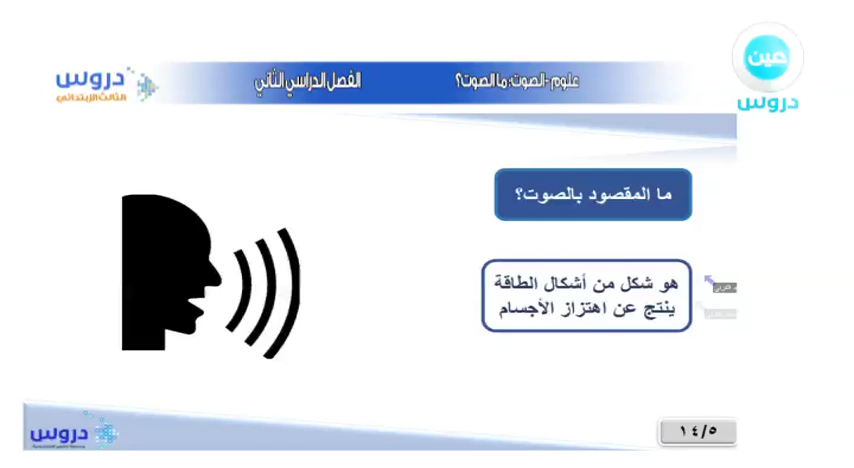 عين
دروس
علوم -الصوت: ما الصوت؟
الفصل الدراسي الثاني
دروس
الثالث الإبتدائي
ما المقصود بالصوت؟
هو شكل من أشكال الطاقة
ينتج عن اهتزاز الأجسام
١٤/٥
دروس